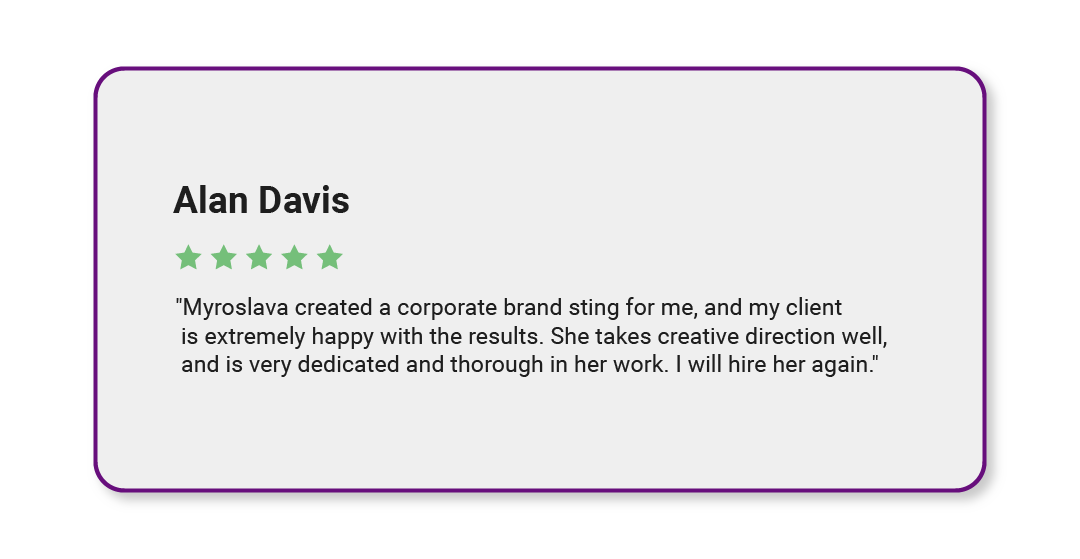 Alan Davis
"Myroslava created a corporate brand sting for me, and my client
is extremely happy with the results. She takes creative direction well,
and is very dedicated and thorough in her work. I will hire her again."